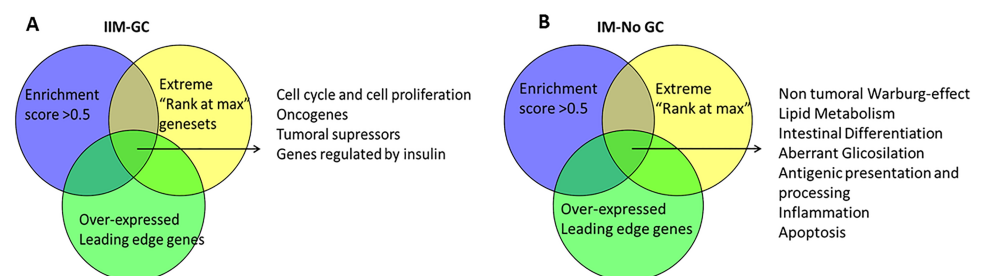 A
IIM-GC
Enrichment
score >0.5
Extreme
“Rank at max”
genesets
Over-expressed
Leading edge genes
Cell cycle and cell proliferation
Oncogenes
Tumoral supressors
Genes regulated by insulin
B
IM-No GC
Enrichment
score >0.5
Extreme
“Rank at max”
Over-expressed
Leading edge genes
Non tumoral Warburg-effect
Lipid Metabolism
Intestinal Differentiation
Aberrant Glicosilation
Antigenic presentation and
processing
Inflammation
Apoptosis